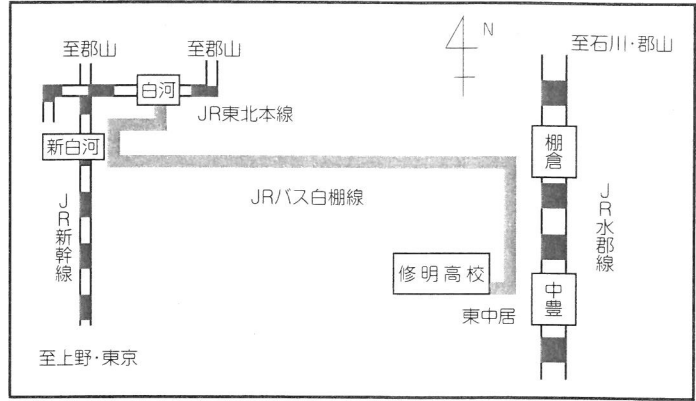 至郡山
至郡山
N
至石川・郡山
白河
JR東北本線
新白河
棚倉
JRバス白棚線
JR新幹線
JR水郡線
修明高校
中豊
東中居
至上野・東京